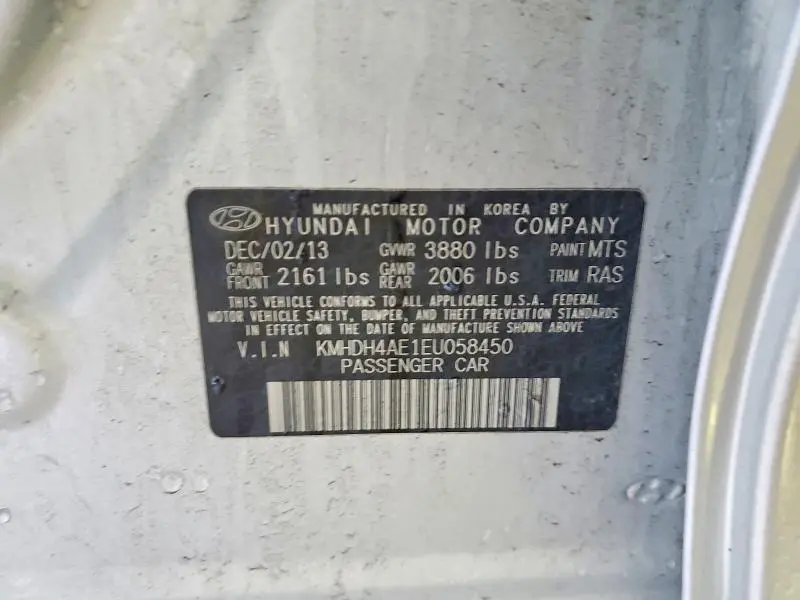 MANUFACTURED IN KOREA BY
HYUNDAI MOTOR COMPANY
DEC/02/13 GVWR 3880 lbs PAINT MTS
GAWR FRONT 2161 lbs GAWR REAR 2006 lbs TRIM RAS
THIS VEHICLE CONFORMS TO ALL APPLICABLE U.S.A. FEDERAL
MOTOR VEHICLE SAFETY, BUMPER, AND THEFT PREVENTION STANDARDS
IN EFFECT ON THE DATE OF MANUFACTURE SHOWN ABOVE
V.I.N KMHDH4AE1EU058450
PASSENGER CAR